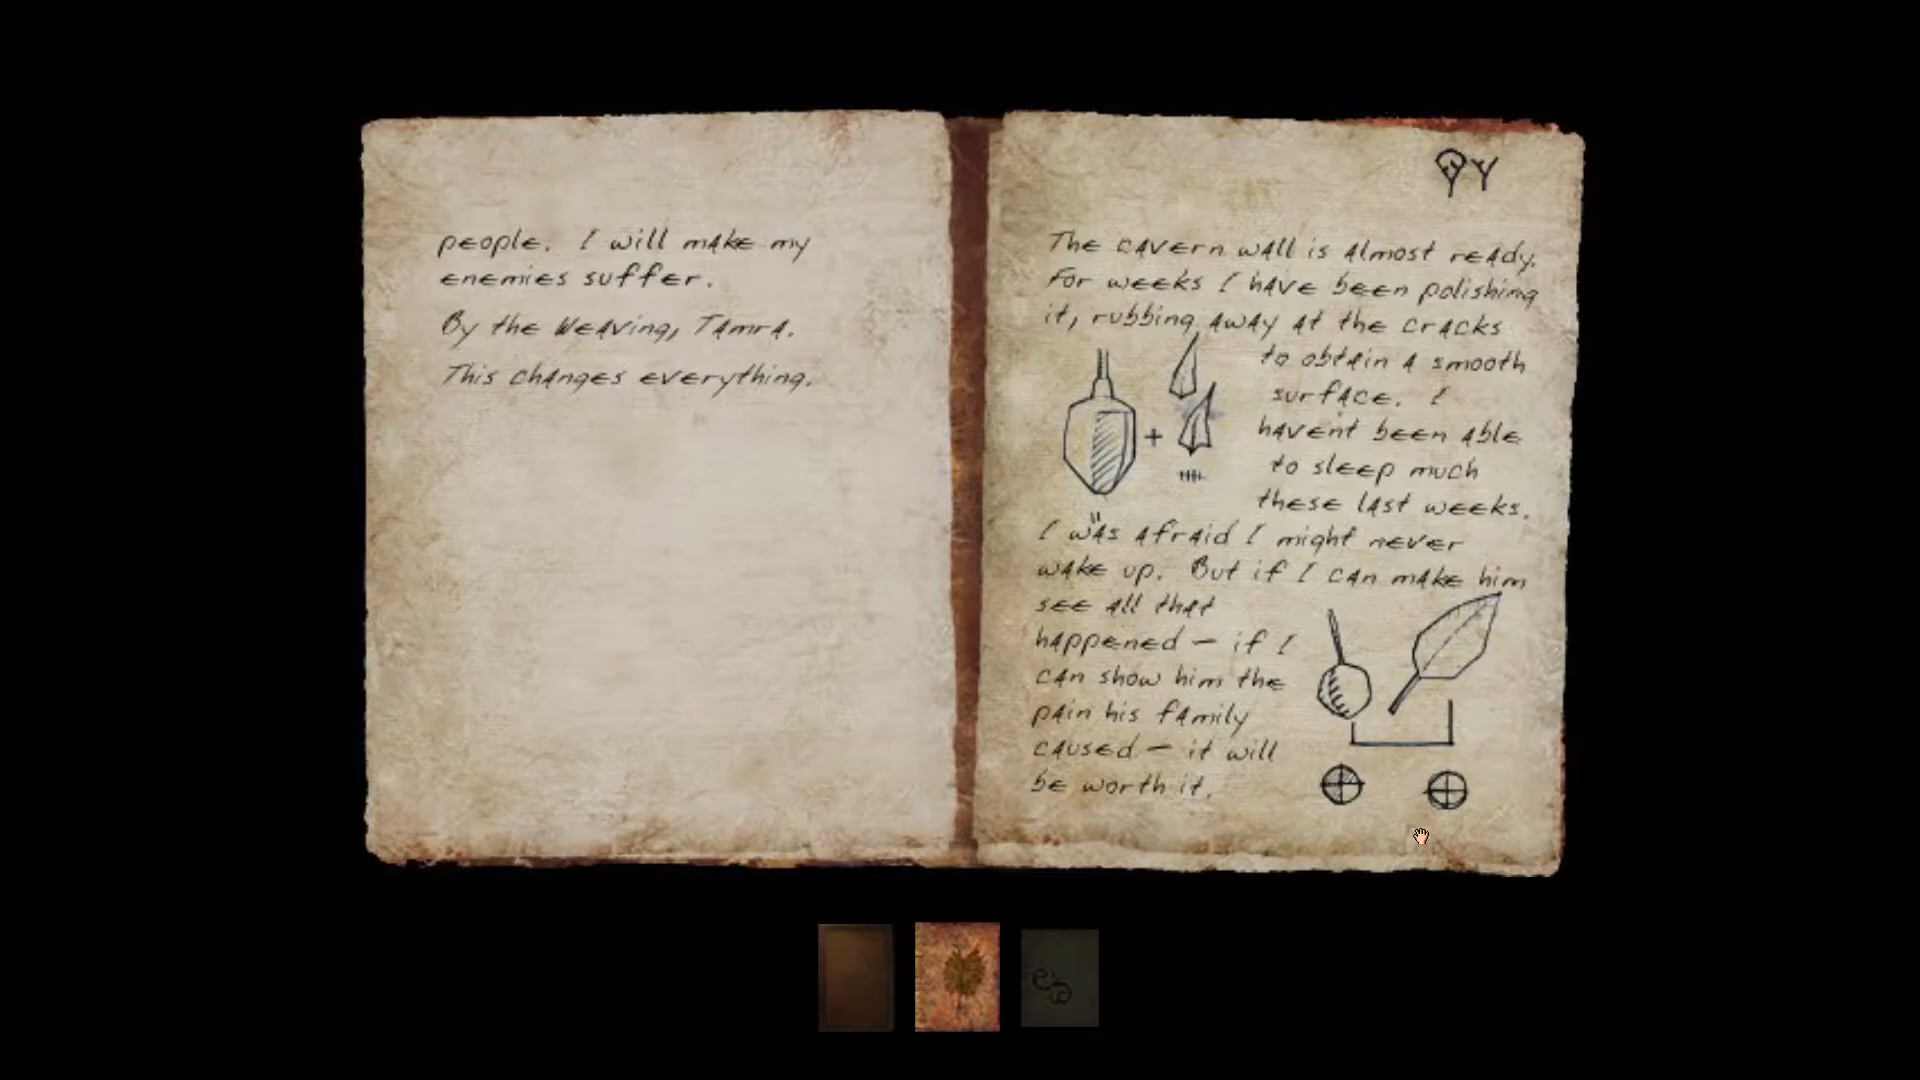 people. I will make my
enemies suffer.
By the Weaving, Tamra.
This changes everything.
The cavern wall is almost ready.
For weeks I have been polishing
it, rubbing away at the cracks
to obtain a smooth
surface. I
haven't been able
to sleep much
these last weeks.
I was afraid I might never
wake up. But if I can make him
see all that
happened — if I
can show him the
pain his family
caused — it will
be worth it.